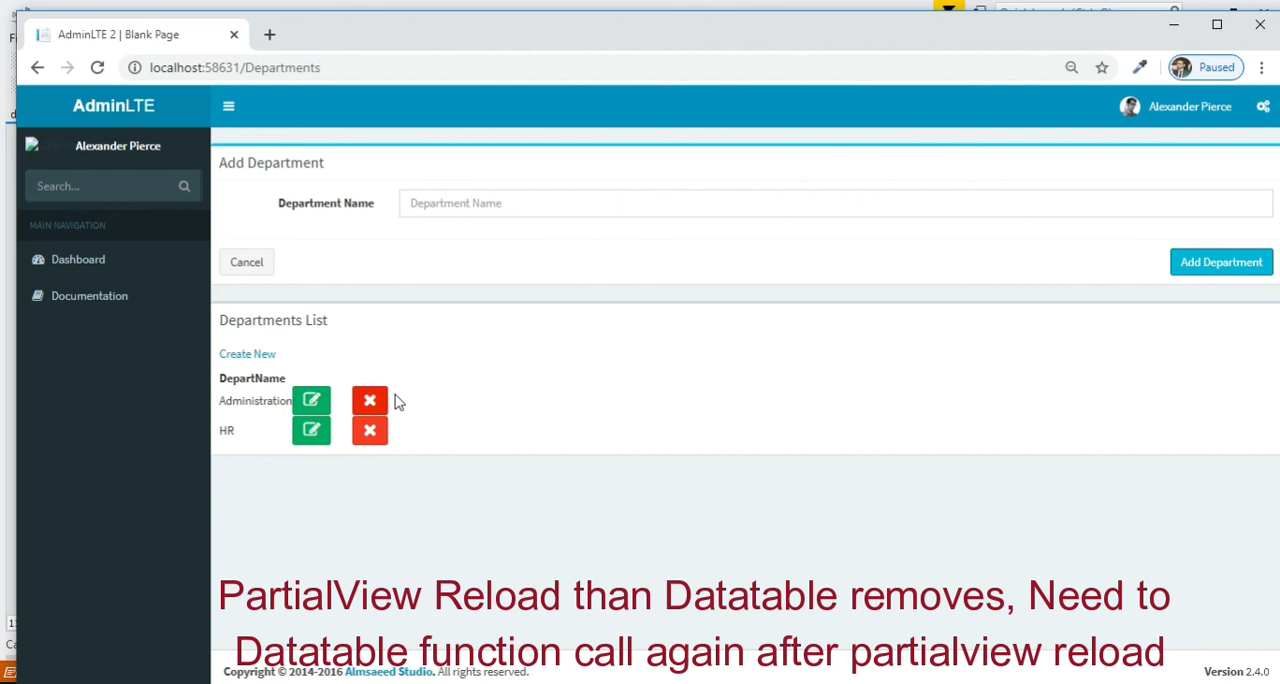 AdminLTE 2 | Blank Page
localhost:58631/Departments
Paused
AdminLTE
Alexander Pierce
Alexander Pierce
Search...
MAIN NAVIGATION
Dashboard
Documentation
Add Department
Department Name
Department Name
Cancel
Add Department
Departments List
Create New
DepartName
Administration
HR
PartialView Reload than Datatable removes, Need to
Datatable function call again after partialview reload
Copyright © 2014-2016 Almsaeed Studio. All rights reserved.
Version 2.4.0